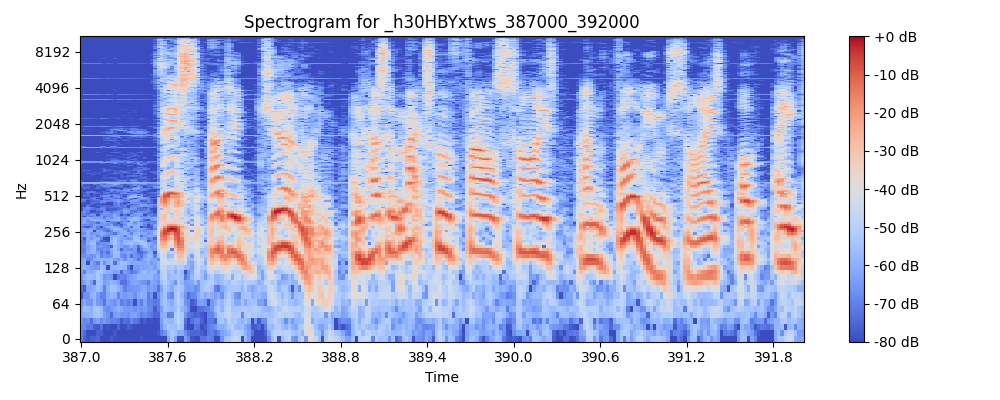 Spectrogram for _h30HBYxtws_387000_392000
8192
4096
2048
1024
512
256
128
64
0
Hz
387.0
387.6
388.2
388.8
389.4
390.0
390.6
391.2
391.8
Time
+0 dB
-10 dB
-20 dB
-30 dB
-40 dB
-50 dB
-60 dB
-70 dB
-80 dB